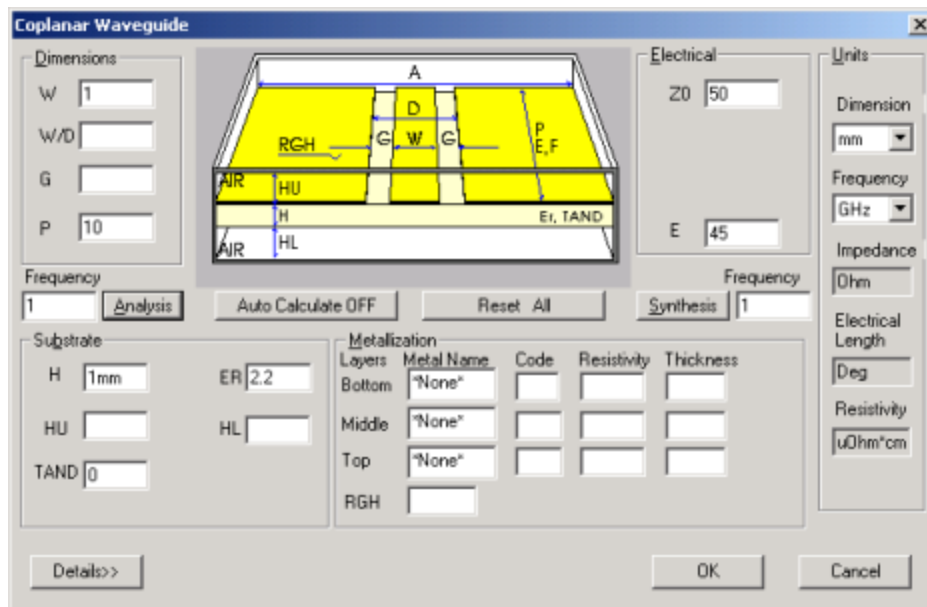 Coplanar Waveguide
Dimensions
W 1
W/D
G
P 10
A
D
G W G
RGH
P
E,F
AIR HU
H Er, TAND
AIR HL
Electrical
Z0 50
E 45
Units
Dimension
mm
Frequency
GHz
Impedance
Ohm
Electrical
Length
Deg
Resistivity
uOhm*cm
Frequency
1 Analysis
Auto Calculate OFF
Reset All
Frequency
Synthesis 1
Substrate
H 1mm ER 2.2
HU HL
TAND 0
Metallization
Layers Metal Name Code Resistivity Thickness
Bottom *None*
Middle *None*
Top *None*
RGH
Details>>
OK
Cancel